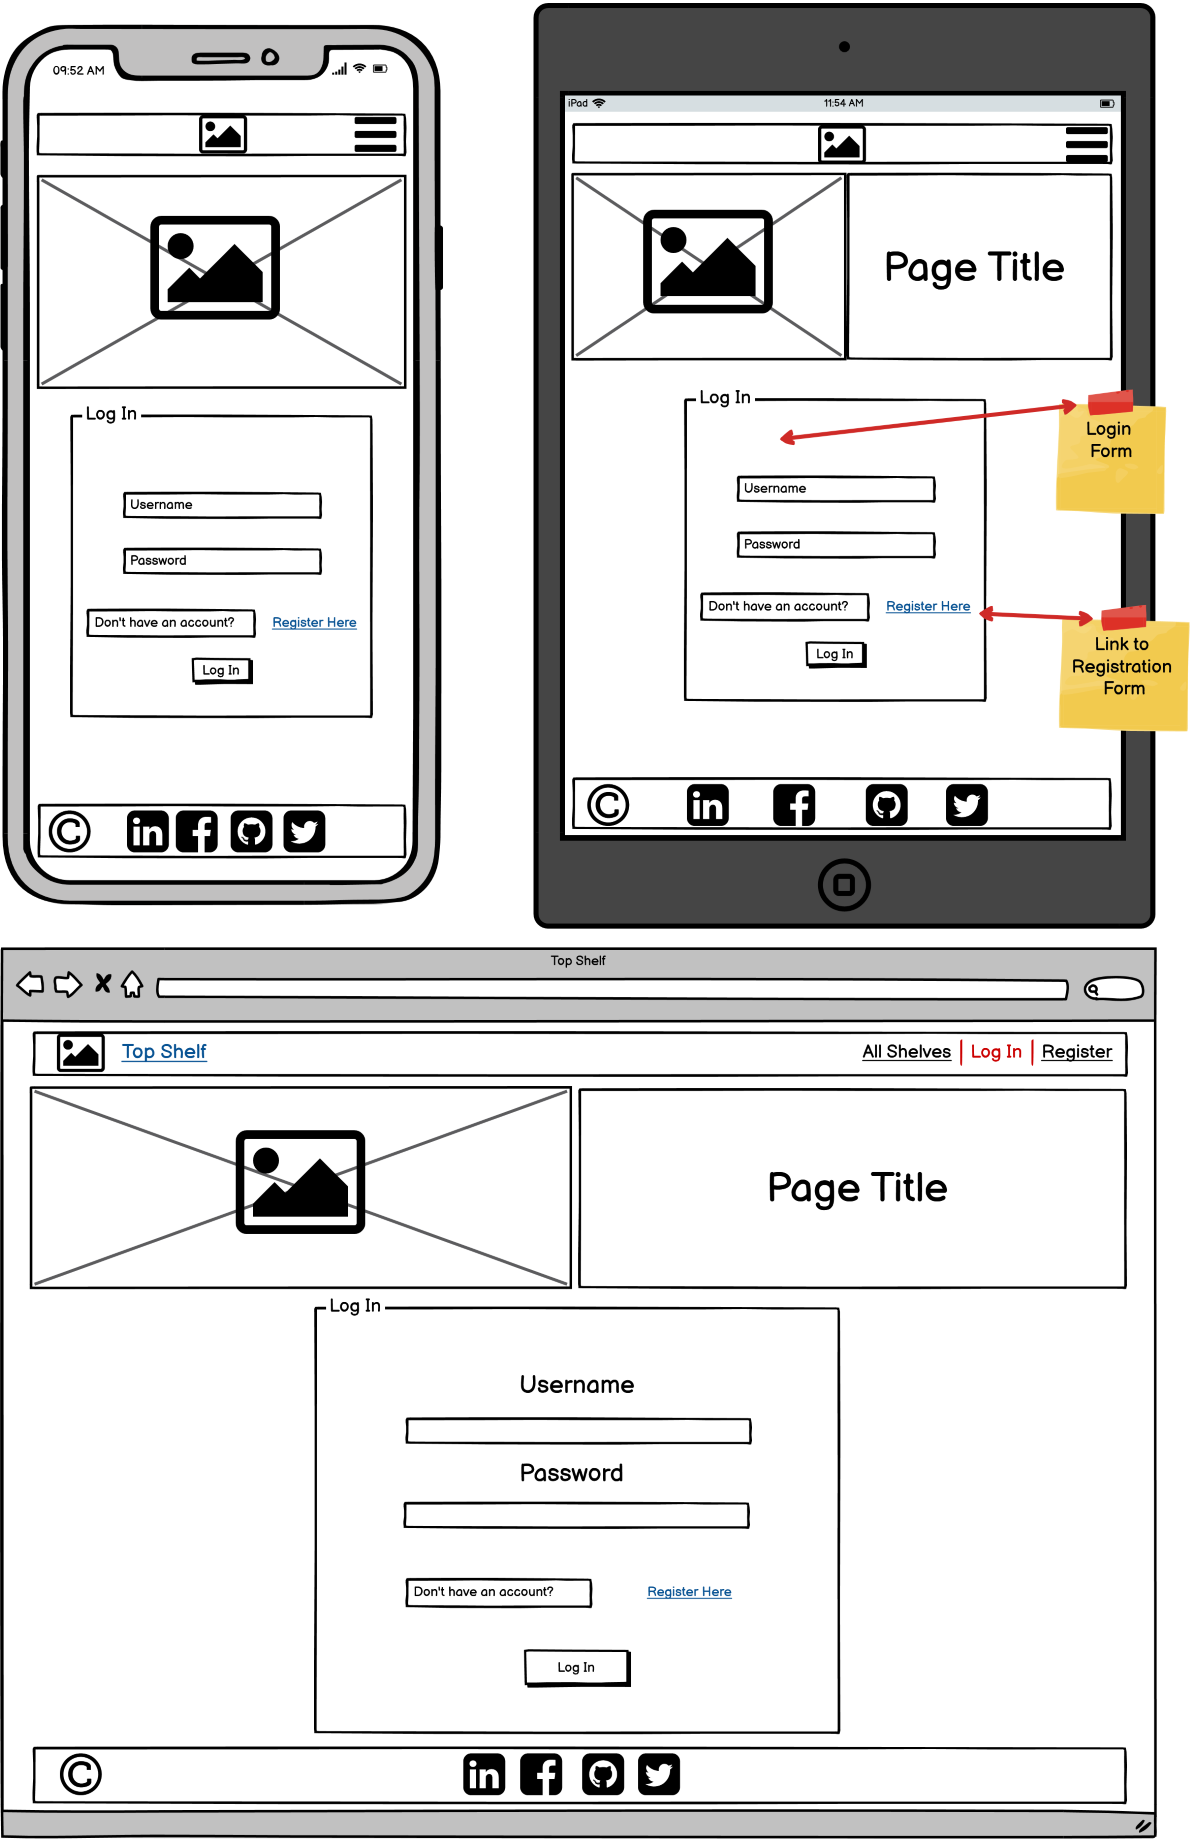 09:52 AM
Log In
Username
Password
Don't have an account? Register Here
Log In
©
iPad 11:54 AM
Page Title
Log In
Login
Form
Username
Password
Don't have an account? Register Here
Log In
Link to
Registration
Form
©
Top Shelf
Top Shelf All Shelves Log In Register
Page Title
Log In
Username
Password
Don't have an account? Register Here
Log In
©